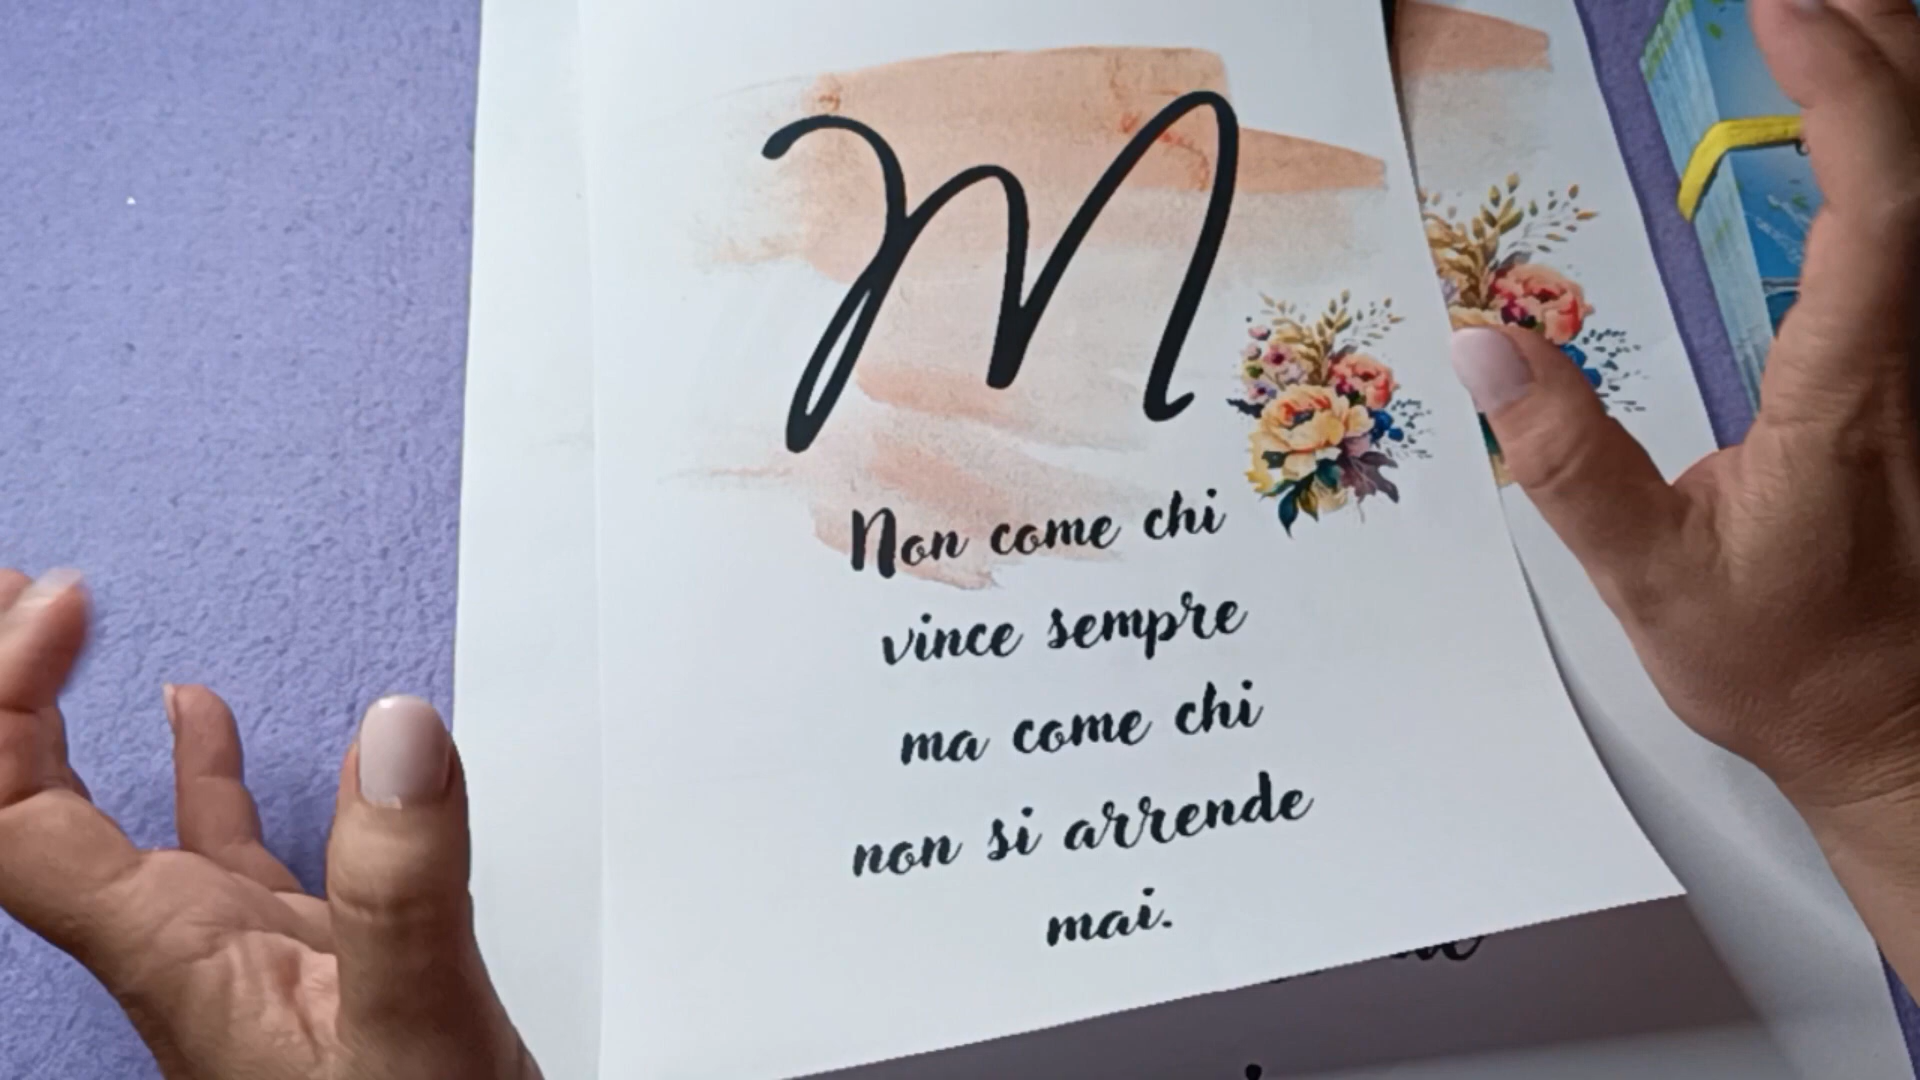 M
Non come chi
vince sempre
ma come chi
non si arrende
mai.